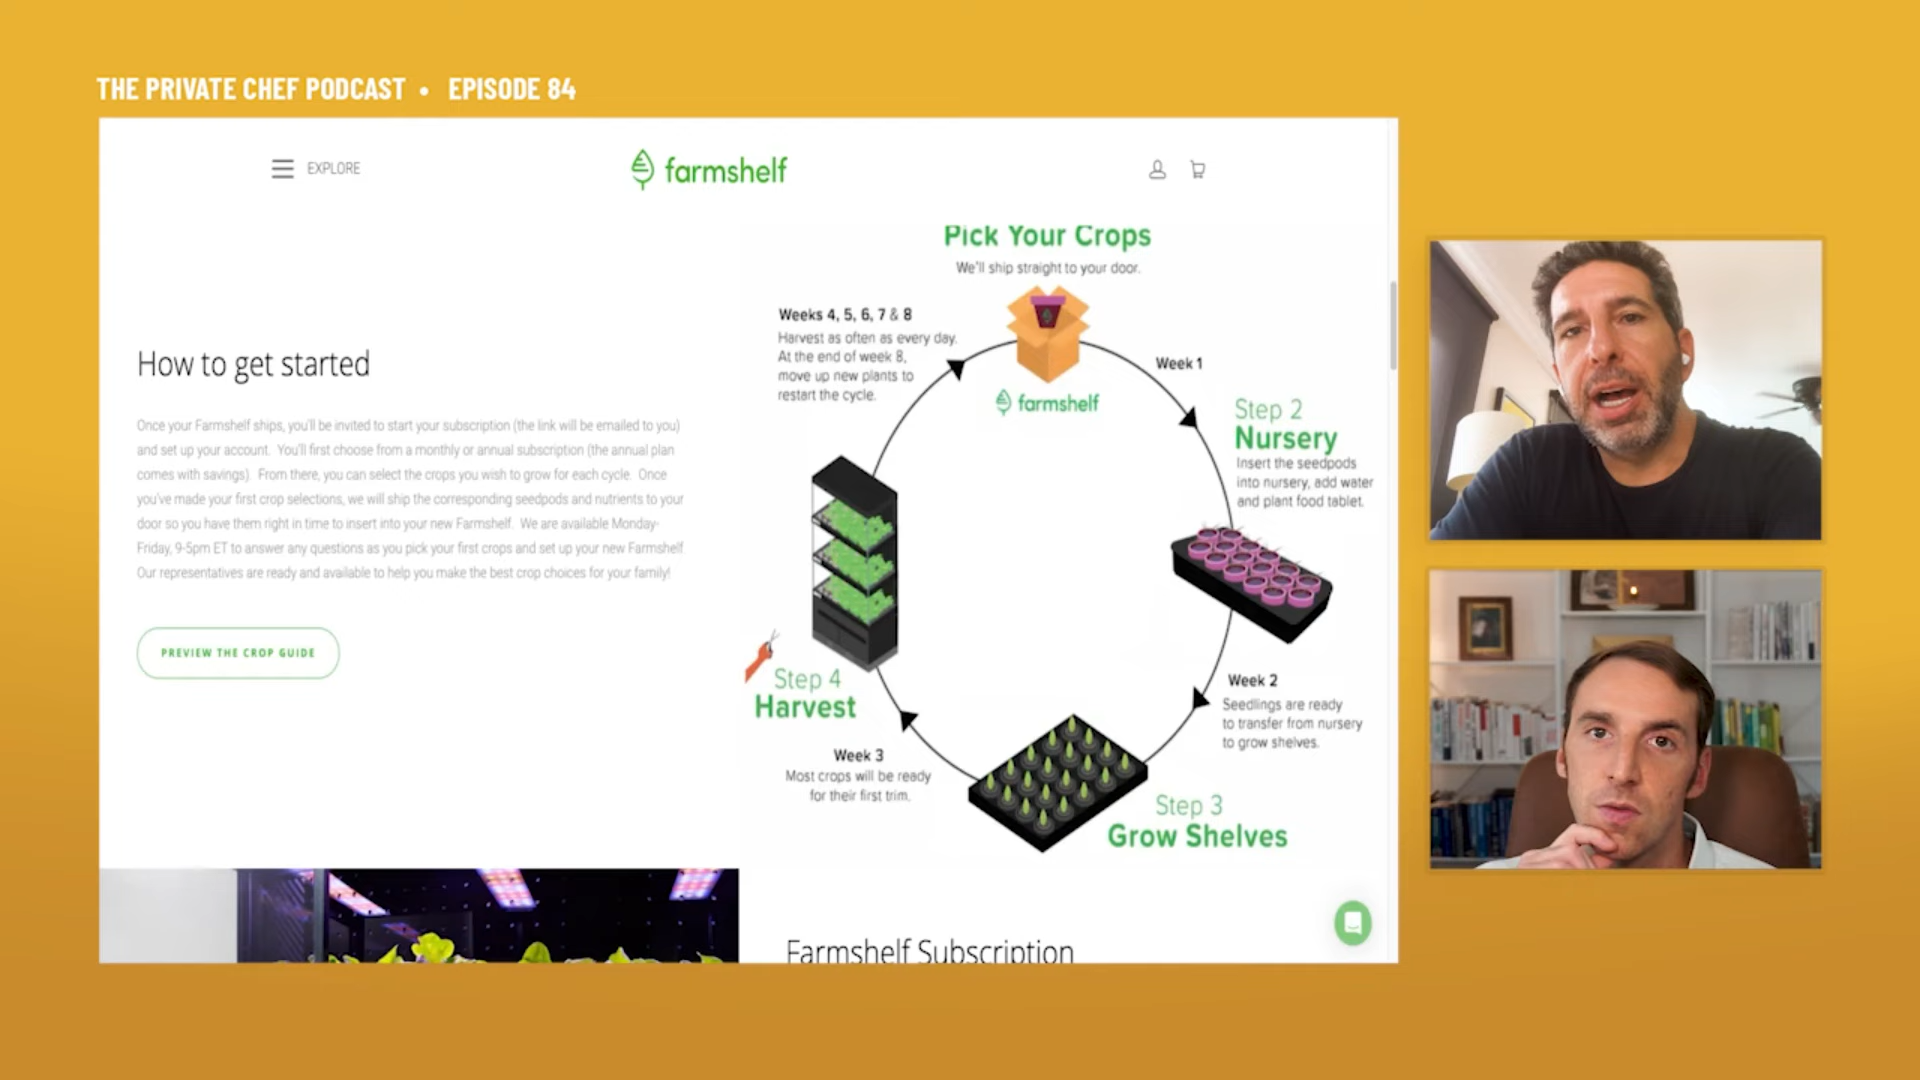 THE PRIVATE CHEF PODCAST • EPISODE 84
EXPLORE
farmshelf
How to get started
Once your Farmshelf ships, you'll be invited to start your subscription (the link will be emailed to you)
and set up your account. You'll first choose from a monthly or annual subscription (the annual plan
comes with savings). From there, you can select the crops you wish to grow for each cycle. Once
you've made your first crop selections, we will ship the corresponding seedpods and nutrients to your
door so you have them right in time to insert into your new Farmshelf. We are available Monday-
Friday, 9-5pm ET to answer any questions as you pick your first crops and set up your new Farmshelf.
Our representatives are ready and available to help you make the best crop choices for your family!
PREVIEW THE CROP GUIDE
Pick Your Crops
We'll ship straight to your door.
farmshelf
Week 1
Step 2
Nursery
Insert the seedpods
into nursery, add water
and plant food tablet.
Week 2
Seedlings are ready
to transfer from nursery
to grow shelves.
Step 3
Grow Shelves
Week 3
Most crops will be ready
for their first trim.
Step 4
Harvest
Weeks 4, 5, 6, 7 & 8
Harvest as often as every day.
At the end of week 8,
move up new plants to
restart the cycle.
Farmshelf Subscription